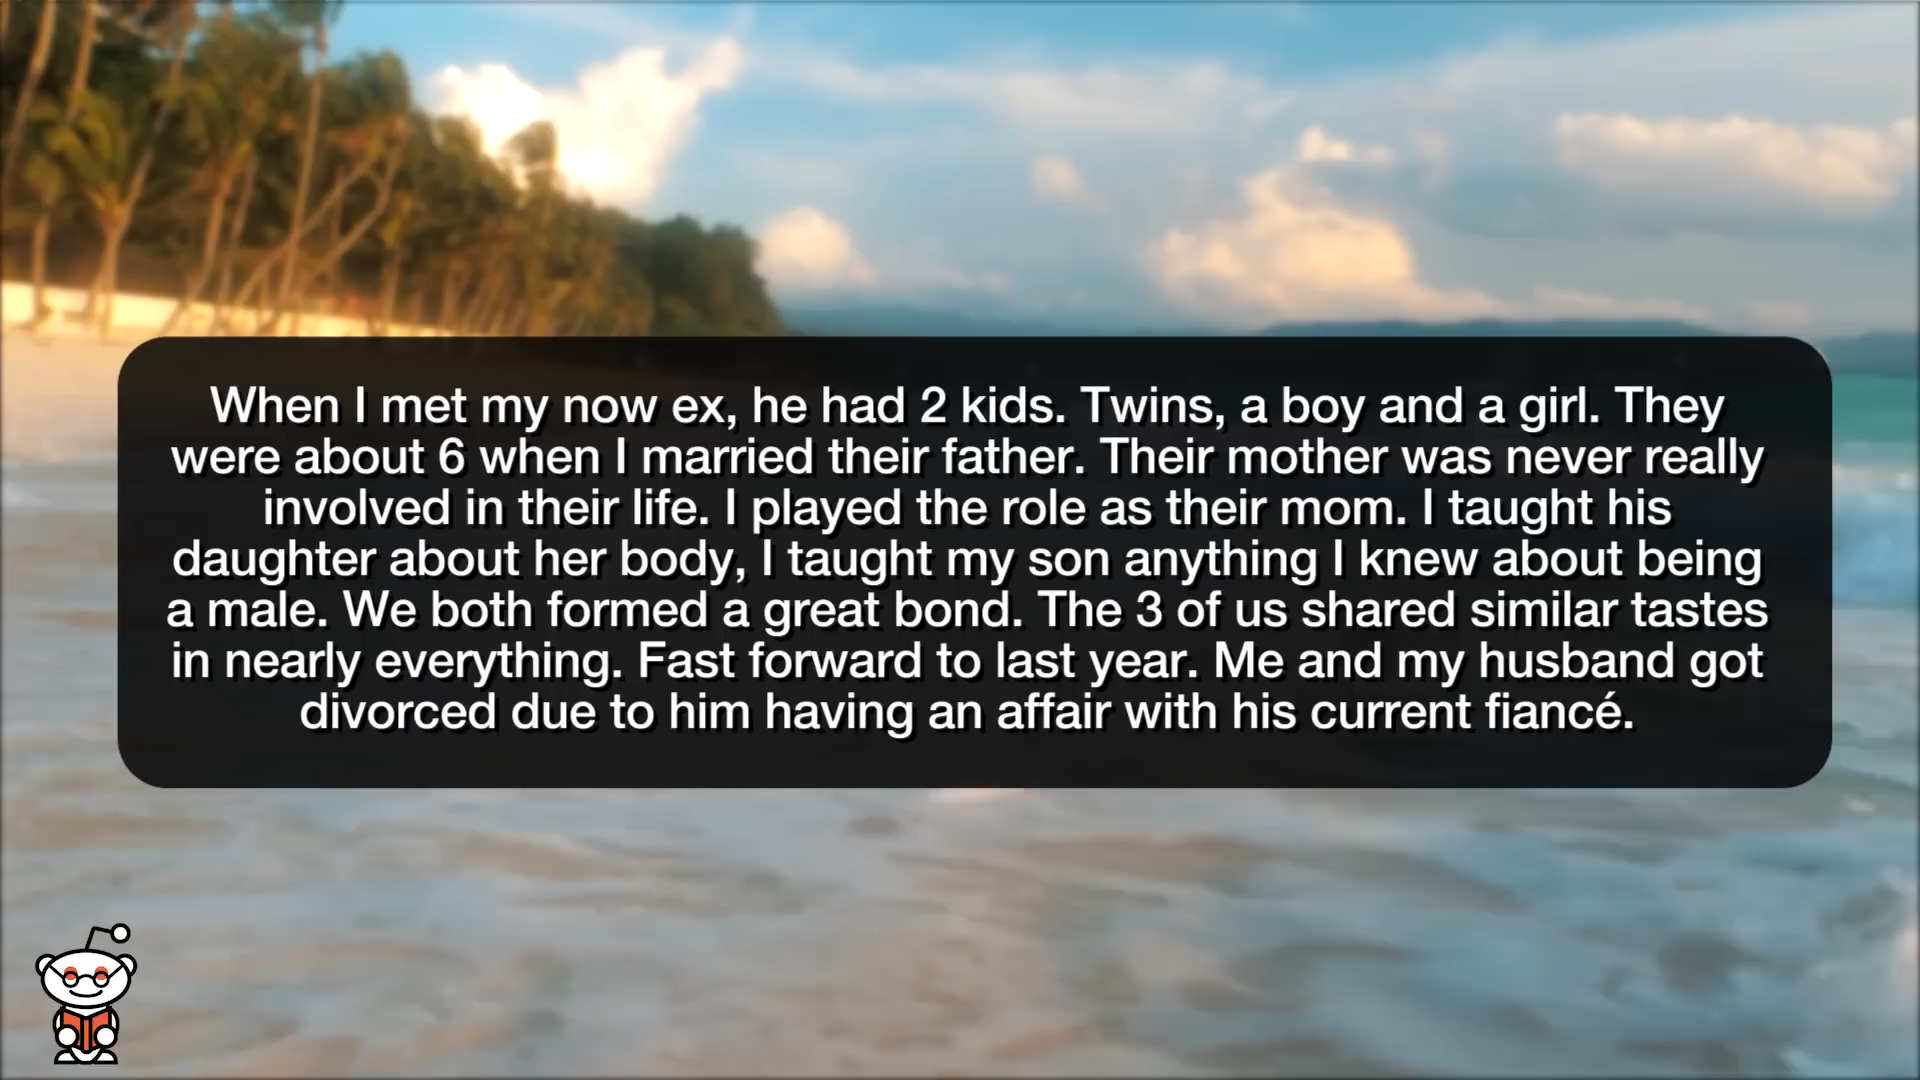 When I met my now ex, he had 2 kids. Twins, a boy and a girl. They
were about 6 when I married their father. Their mother was never really
involved in their life. I played the role as their mom. I taught his
daughter about her body, I taught my son anything I knew about being
a male. We both formed a great bond. The 3 of us shared similar tastes
in nearly everything. Fast forward to last year. Me and my husband got
divorced due to him having an affair with his current fiancé.